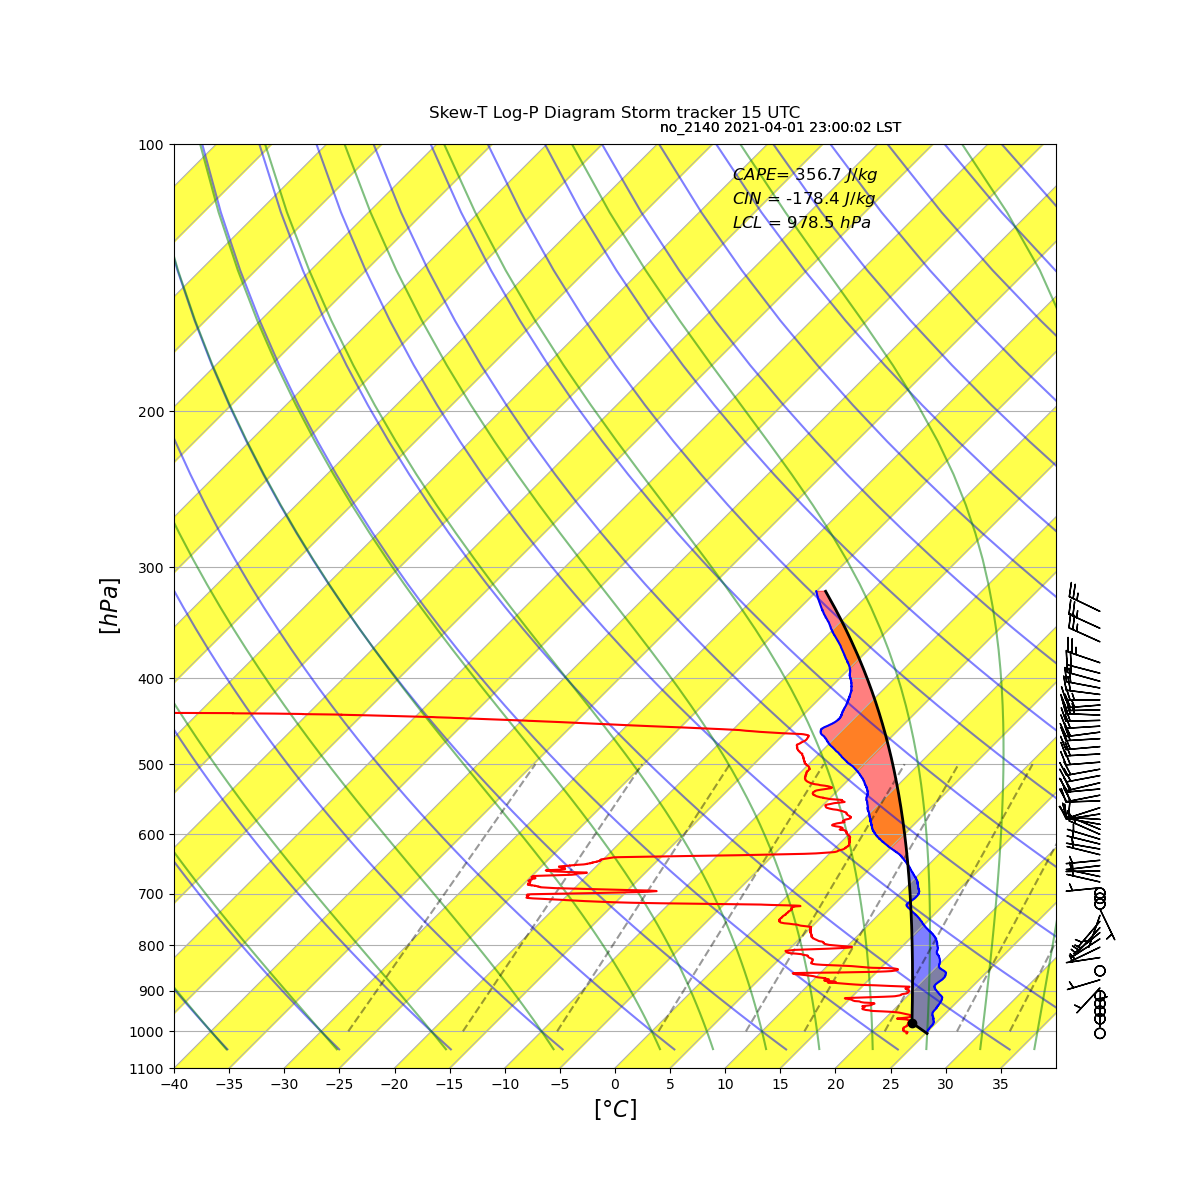 Skew-T Log-P Diagram Storm tracker 15 UTC
no_2140 2021-04-01 23:00:02 LST
CAPE= 356.7 J/kg
CIN = -178.4 J/kg
LCL = 978.5 hPa
100
200
300
400
500
600
700
800
900
1000
1100
[hPa]
−40 −35 −30 −25 −20 −15 −10 −5 0 5 10 15 20 25 30 35
[°C]